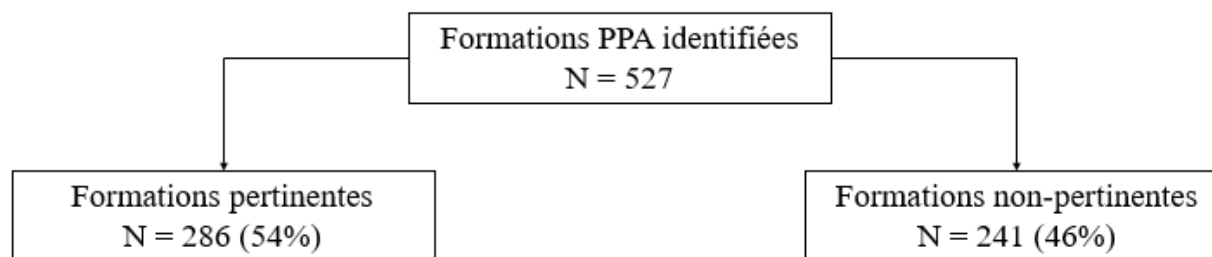 Formations PPA identifiées
N = 527
Formations pertinentes
N = 286 (54%)
Formations non-pertinentes
N = 241 (46%)